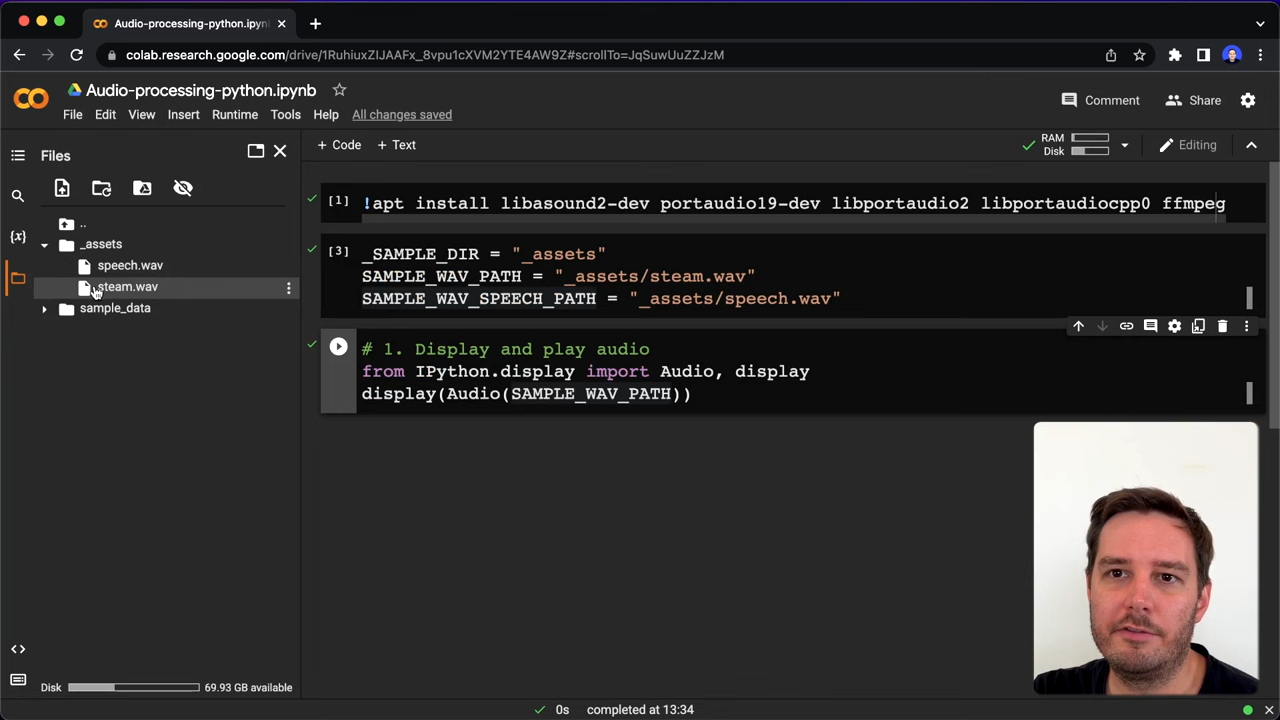 Audio-processing-python.ipyn
colab.research.google.com/drive/1RuhiuxZIJAAFx_8vpu1cXVM2YTE4AW9Z#scrollTo=JqSuwUuZZJzM
Audio-processing-python.ipynb
File Edit View Insert Runtime Tools Help All changes saved
Comment Share
Files
+ Code + Text
RAM
Disk
Editing
..
_assets
speech.wav
steam.wav
sample_data
[1] !apt install libasound2-dev portaudio19-dev libportaudio2 libportaudiocpp0 ffmpeg
[3] _SAMPLE_DIR = "_assets"
SAMPLE_WAV_PATH = "_assets/steam.wav"
SAMPLE_WAV_SPEECH_PATH = "_assets/speech.wav"
# 1. Display and play audio
from IPython.display import Audio, display
display(Audio(SAMPLE_WAV_PATH))
{x}
<>
Disk 69.93 GB available
0s completed at 13:34